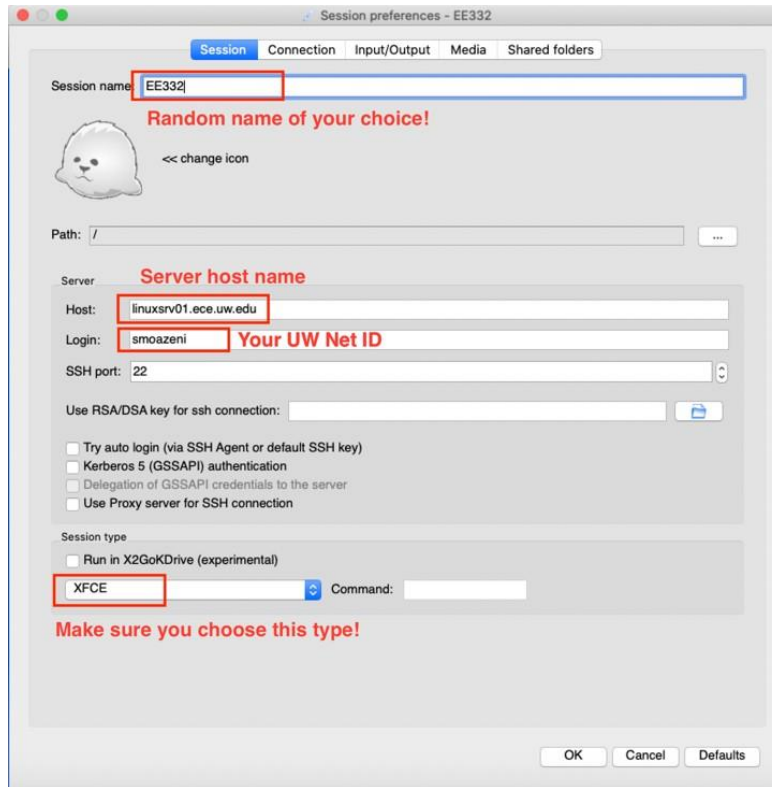 Session preferences - EE332
Session Connection Input/Output Media Shared folders
Session name: EE332
Random name of your choice!
<< change icon
Path: / ...
Server Server host name
Host: linuxsrv01.ece.uw.edu
Login: smoazeni Your UW Net ID
SSH port: 22
Use RSA/DSA key for ssh connection:
Try auto login (via SSH Agent or default SSH key)
Kerberos 5 (GSSAPI) authentication
Delegation of GSSAPI credentials to the server
Use Proxy server for SSH connection
Session type
Run in X2GoKDrive (experimental)
XFCE Command:
Make sure you choose this type!
OK Cancel Defaults